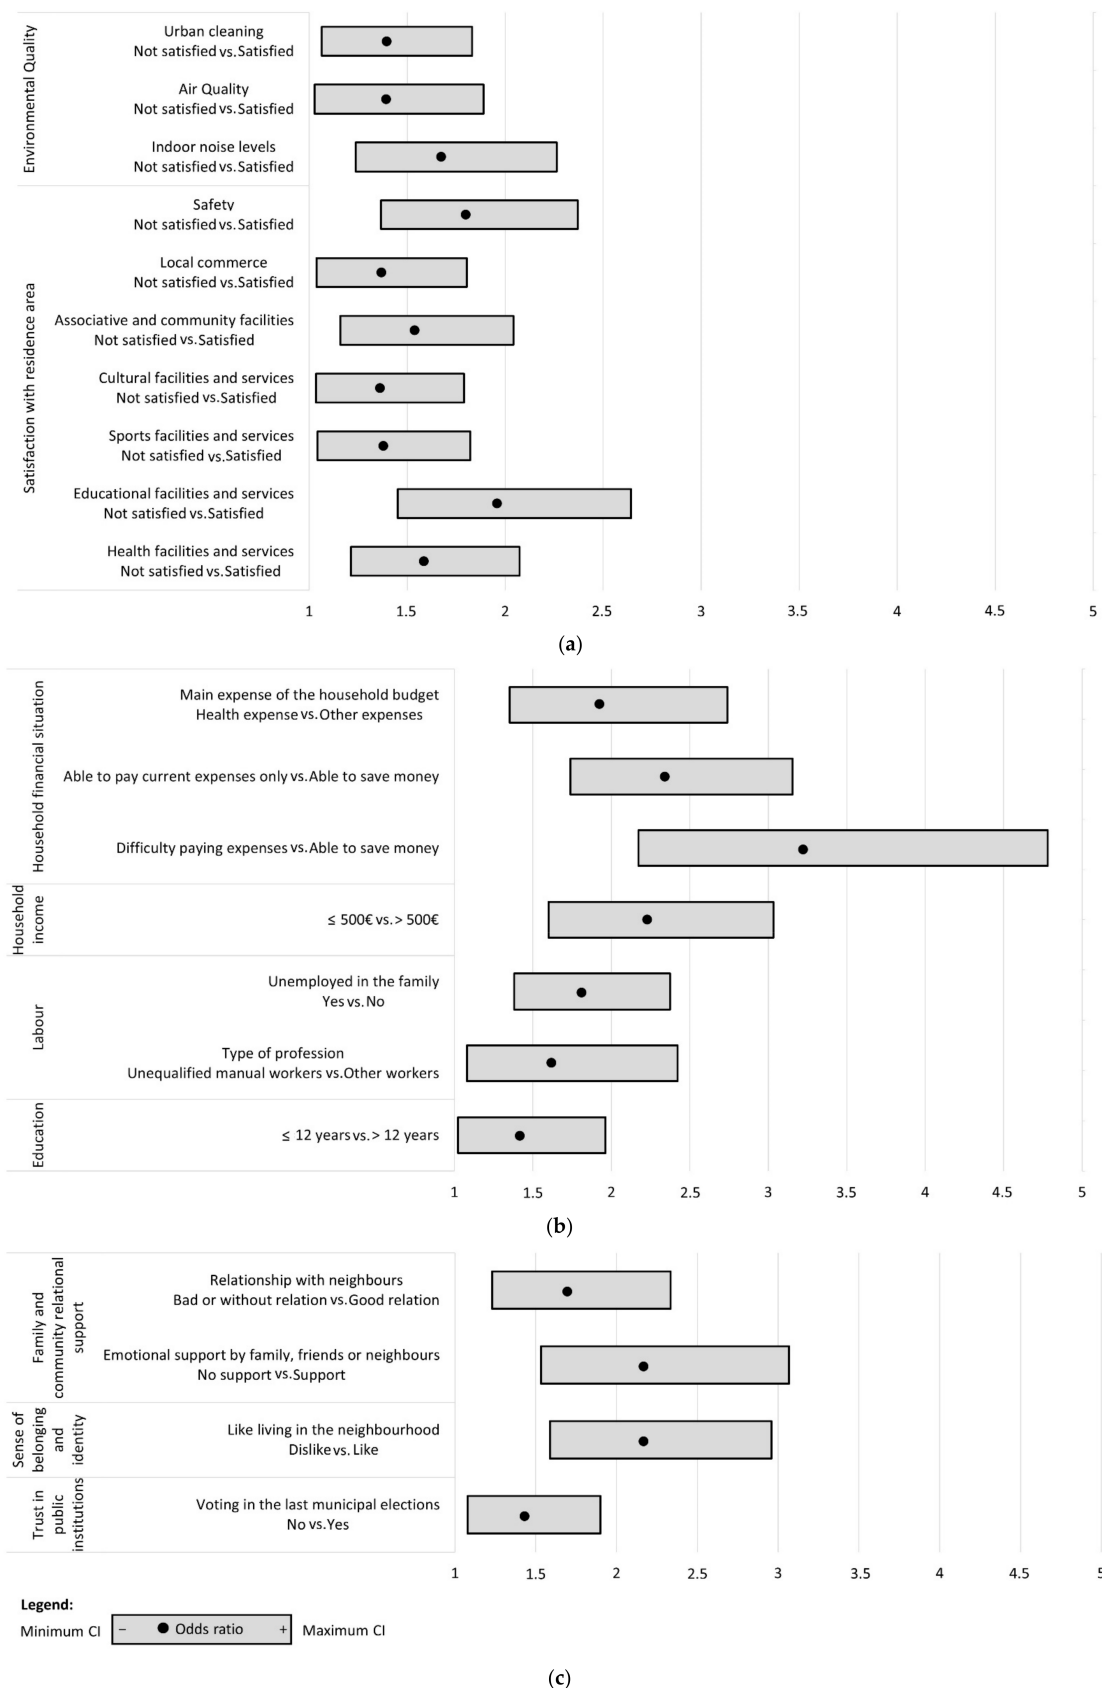 Environmental Quality
Urban cleaning
Not satisfied vs. Satisfied
Air Quality
Not satisfied vs. Satisfied
Indoor noise levels
Not satisfied vs. Satisfied
Satisfaction with residence area
Safety
Not satisfied vs. Satisfied
Local commerce
Not satisfied vs. Satisfied
Associative and community facilities
Not satisfied vs. Satisfied
Cultural facilities and services
Not satisfied vs. Satisfied
Sports facilities and services
Not satisfied vs. Satisfied
Educational facilities and services
Not satisfied vs. Satisfied
Health facilities and services
Not satisfied vs. Satisfied
1 1.5 2 2.5 3 3.5 4 4.5 5
(a)
Household financial situation
Main expense of the household budget
Health expense vs. Other expenses
Able to pay current expenses only vs. Able to save money
Difficulty paying expenses vs. Able to save money
Household
income
≤ 500€ vs. > 500€
Labour
Unemployed in the family
Yes vs. No
Type of profession
Unequalified manual workers vs. Other workers
Education
≤ 12 years vs. > 12 years
1 1.5 2 2.5 3 3.5 4 4.5 5
(b)
Family and
community relational
support
Relationship with neighbours
Bad or without relation vs. Good relation
Emotional support by family, friends or neighbours
No support vs. Support
Sense of
belonging
and
identity
Like living in the neighbourhood
Dislike vs. Like
Trust in
public
institutions
Voting in the last municipal elections
No vs. Yes
1 1.5 2 2.5 3 3.5 4 4.5 5
Legend:
Minimum CI − Odds ratio + Maximum CI
(c)